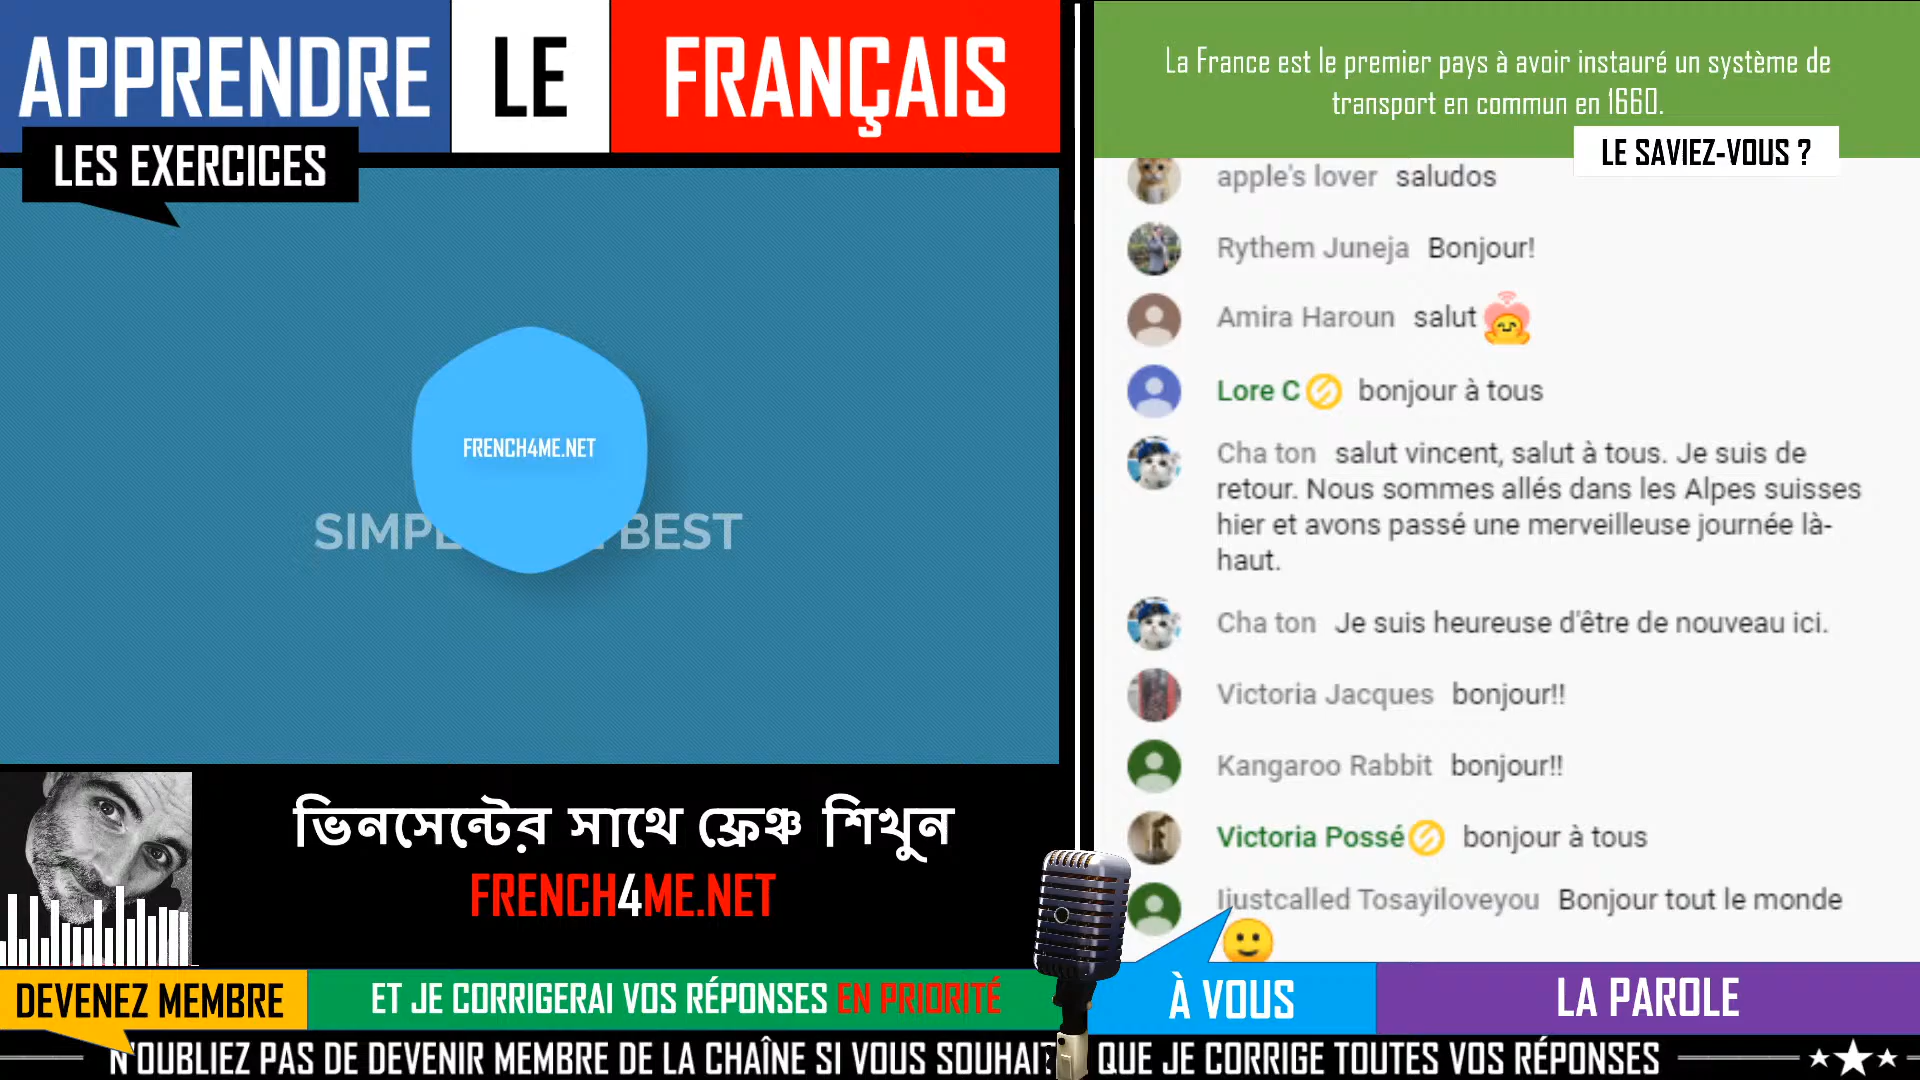 APPRENDRE LE FRANÇAIS
LES EXERCICES
FRENCH4ME.NET
BEST
ভিনসেন্টের সাথে ফ্রেঞ্চ শিখুন
FRENCH4ME.NET
DEVENEZ MEMBRE
ET JE CORRIGERAI VOS RÉPONSES EN PRIORITÉ
La France est le premier pays à avoir instauré un système de
transport en commun en 1660.
LE SAVIEZ-VOUS ?
apple's lover saludos
Rythem Juneja Bonjour!
Amira Haroun salut
Lore C bonjour à tous
Cha ton salut vincent, salut à tous. Je suis de
retour. Nous sommes allés dans les Alpes suisses
hier et avons passé une merveilleuse journée là-
haut.
Cha ton Je suis heureuse d'être de nouveau ici.
Victoria Jacques bonjour!!
Kangaroo Rabbit bonjour!!
Victoria Possé bonjour à tous
Ijustcalled Tosayiloveyou Bonjour tout le monde
À VOUS LA PAROLE
N'OUBLIEZ PAS DE DEVENIR MEMBRE DE LA CHAÎNE SI VOUS QUE JE CORRIGE TOUTES VOS RÉPONSES